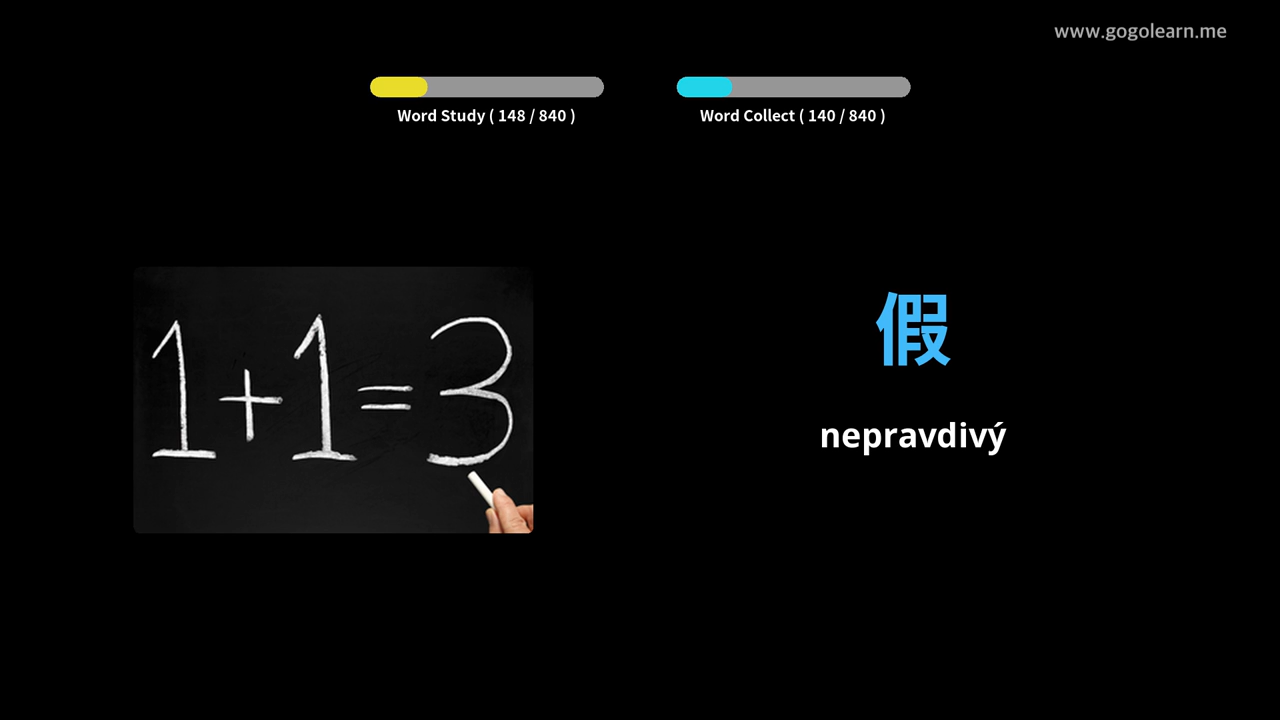 www.gogolearn.me
Word Study ( 148 / 840 )
Word Collect ( 140 / 840 )
1+1=3
假
nepravdivý